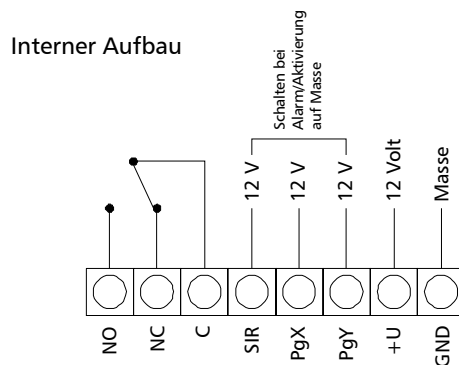 Interner Aufbau
Schalten bei
Alarm/Aktivierung
auf Masse
12 V
12 V
12 V
12 Volt
Masse
NO
NC
C
SIR
PgX
PgY
+U
GND